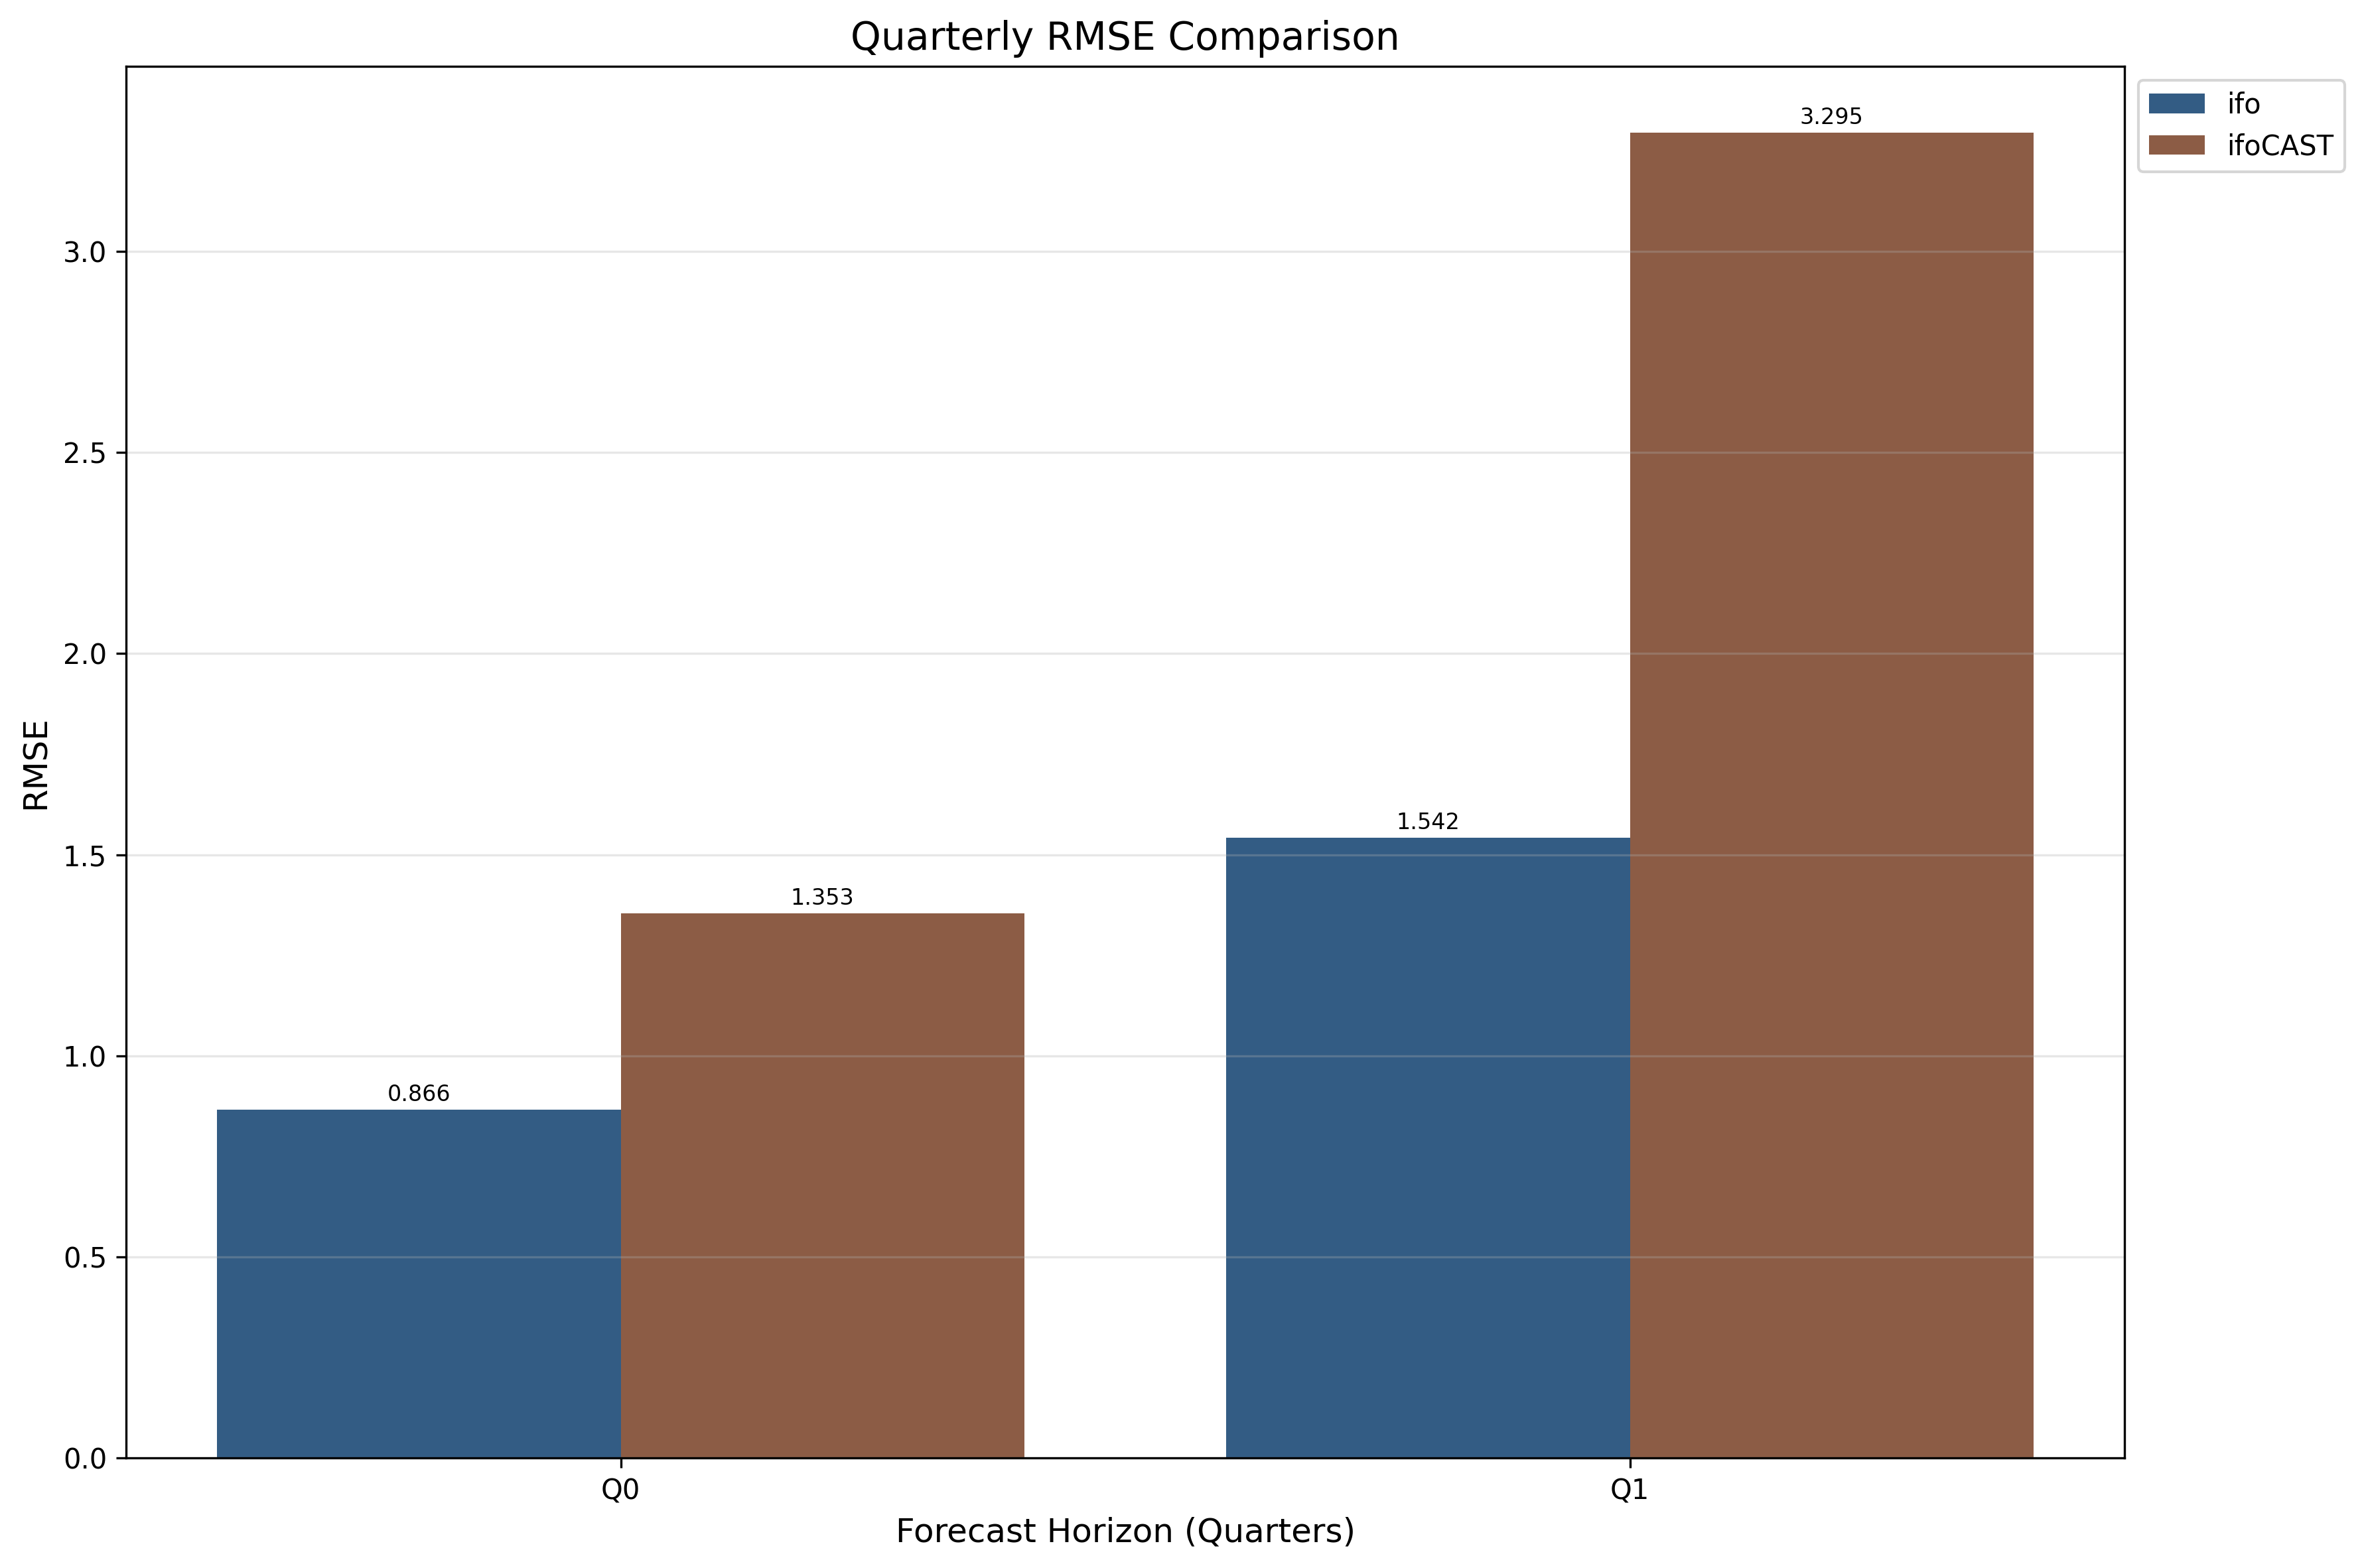 Quarterly RMSE Comparison
ifo
ifoCAST
RMSE
3.0
2.5
2.0
1.5
1.0
0.5
0.0
0.866
1.353
1.542
3.295
Q0
Q1
Forecast Horizon (Quarters)